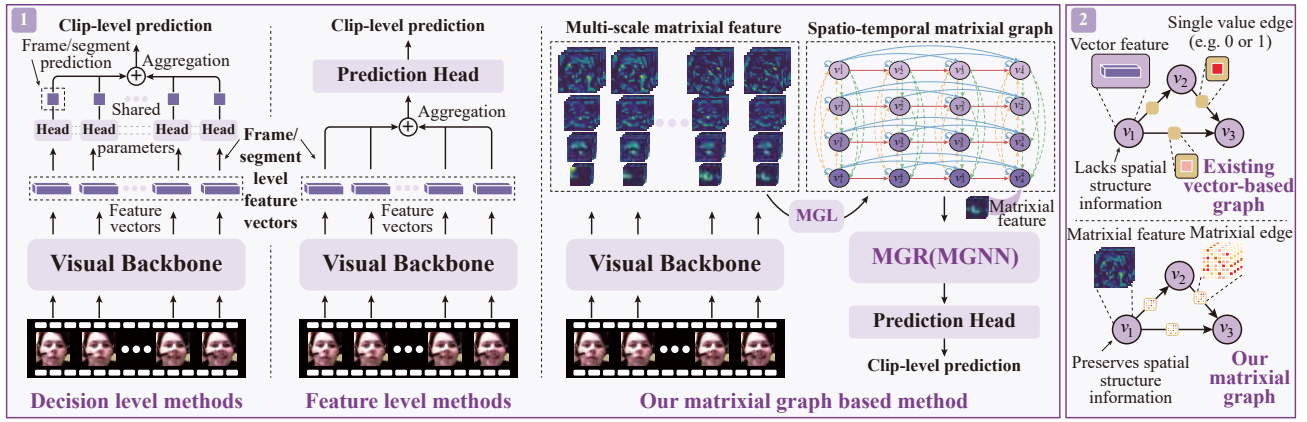 1
Clip-level prediction
Frame/segment
prediction
Aggregation
Shared
Head
Head
Head
Head
parameters
Frame/
segment
level
feature
vectors
Feature
vectors
Visual Backbone
Decision level methods
Clip-level prediction
Prediction Head
Aggregation
Feature
vectors
Visual Backbone
Feature level methods
Multi-scale matrixial feature
Spatio-temporal matrixial graph
MGL
Matrixial
feature
Visual Backbone
MGR(MGNN)
Prediction Head
Clip-level prediction
Our matrixial graph based method
2
Single value edge
(e.g. 0 or 1)
Vector feature
v2
v1
v3
Lacks spatial
structure
information
Existing
vector-based
graph
Matrixial feature
Matrixial edge
v2
v1
v3
Preserves spatial
structure
information
Our
matrixial
graph